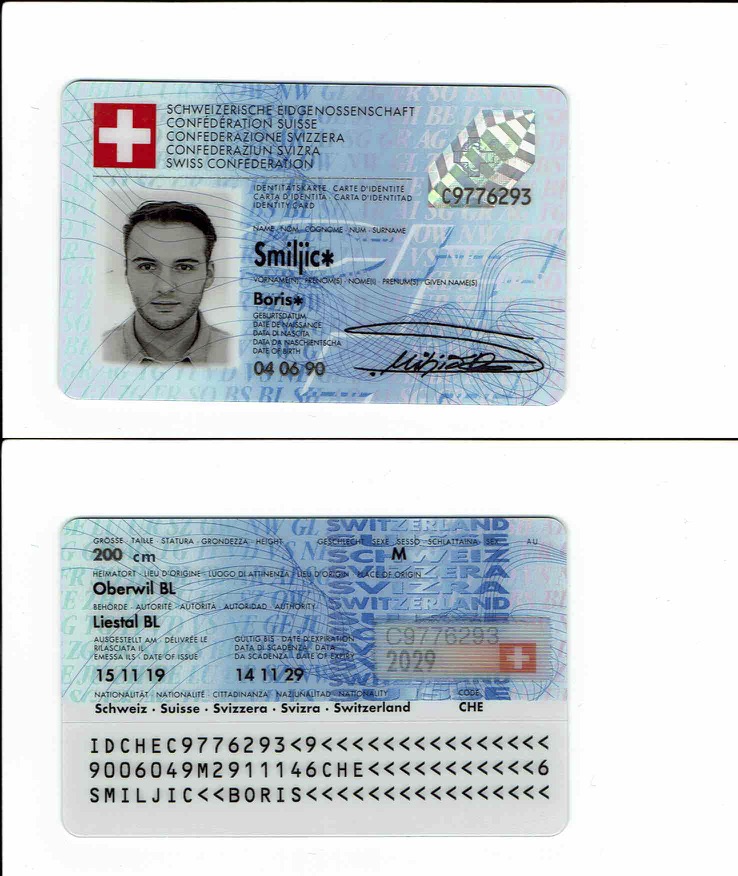 SCHWEIZERISCHE EIDGENOSSENSCHAFT
CONFÉDÉRATION SUISSE
CONFEDERAZIONE SVIZZERA
CONFEDERAZIUN SVIZRA
SWISS CONFEDERATION
IDENTITÄTSKARTE · CARTE D'IDENTITÉ
CARTA D'IDENTITÀ · CARTA D'IDENTITAD
IDENTITY CARD
C9776293
NAME · NOM · COGNOME · NUM · SURNAME
Smiljic*
VORNAME(N) · PRÉNOM(S) · NOME(I) · PRENUM(S) · GIVEN NAME(S)
Boris*
GEBURTSDATUM
DATE DE NAISSANCE
DATA DI NASCITA
DATA DA NASCHIENTSCHA
DATE OF BIRTH
04 06 90
GRÖSSE · TAILLE · STATURA · GRONDEZZA · HEIGHT
GESCHLECHT · SEXE · SESSO · SCHLATTAINA · SEX
AU
200 cm
M
HEIMATORT · LIEU D'ORIGINE · LUOGO DI ATTINENZA · LIEU D'ORIGIN · PLACE OF ORIGIN
Oberwil BL
BEHÖRDE · AUTORITÉ · AUTORITÀ · AUTORIDAD · AUTHORITY
Liestal BL
AUSGESTELLT AM · DÉLIVRÉE LE
RILASCIATA IL
EMESSA ILS · DATE OF ISSUE
15 11 19
GÜLTIG BIS · DATE D'EXPIRATION
DATA DI SCADENZA · DATA
DA SCADENZA · DATE OF EXPIRY
14 11 29
C9776293
2029
NATIONALITÄT · NATIONALITÉ · CITTADINANZA · NAZIUNALITAD · NATIONALITY
CODE
Schweiz · Suisse · Svizzera · Svizra · Switzerland
CHE
SWITZERLAND
SCHWEIZ
SVIZZERA
SVIZRA
SWITZERLAND
IDCHEC9776293<9<<<<<<<<<<<<<<<
9006049M2911146CHE<<<<<<<<<<<6
SMILJIC<<BORIS<<<<<<<<<<<<<<<<